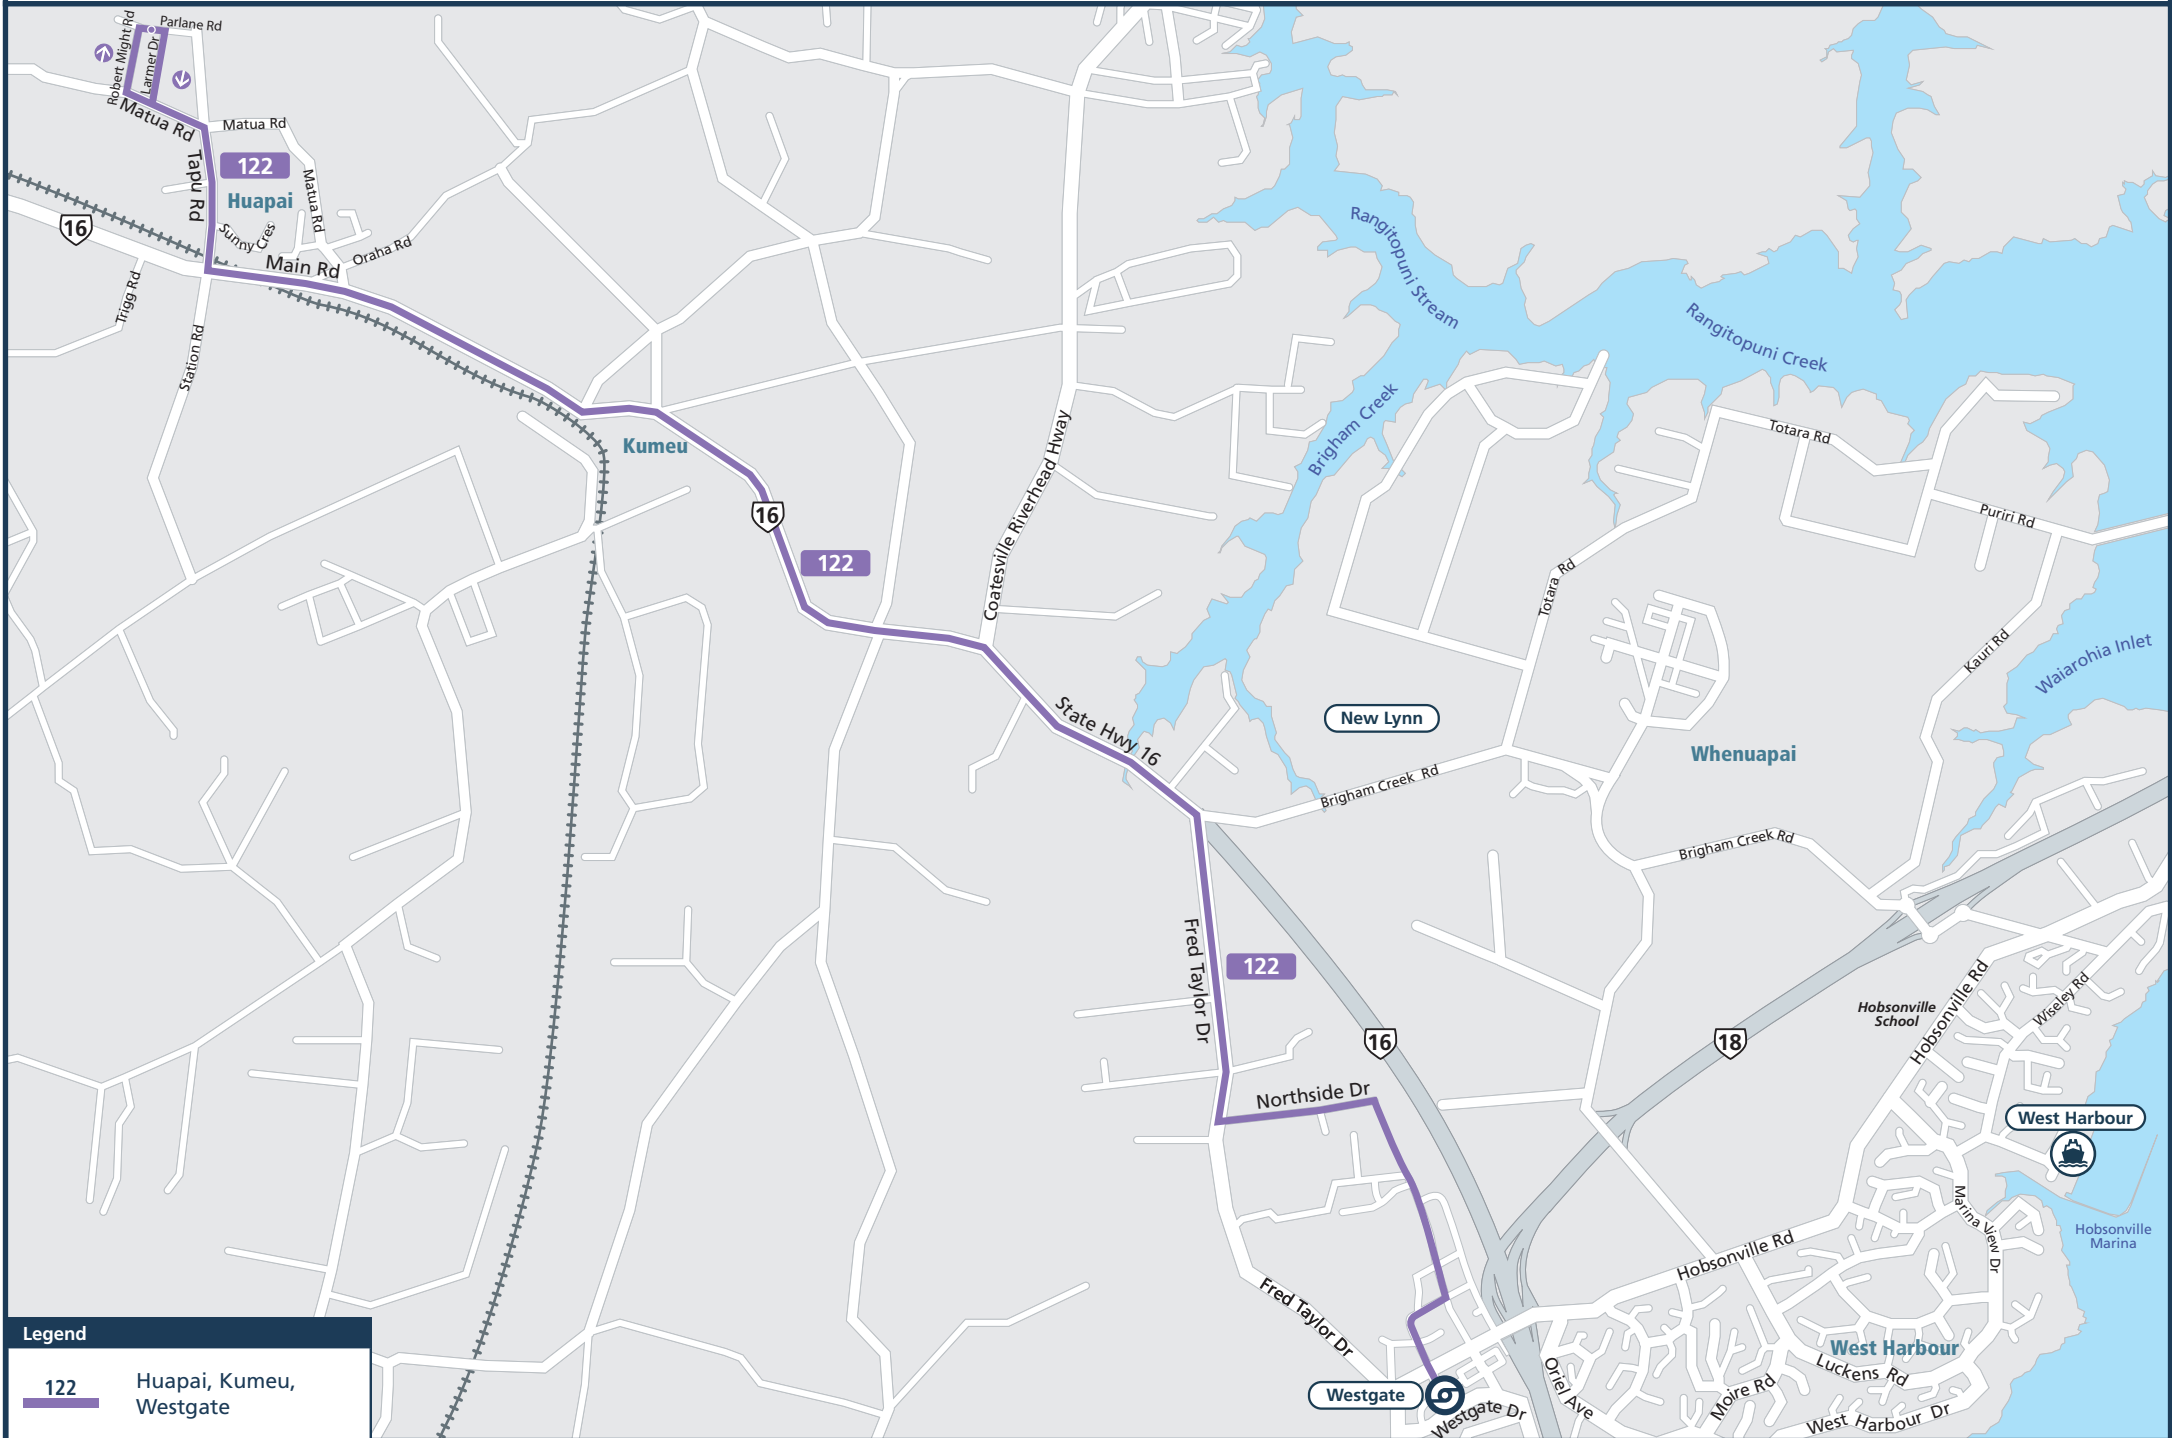 Parlane Rd
Robert Might Rd
Larmer Dr
Matua Rd
Matua Rd
Matua Rd
Tapu Rd
122
Huapai
Sunny Cres
16
Main Rd
Oraha Rd
Trigg Rd
Station Rd
Kumeu
16
122
Coatesville Riverhead Hway
State Hwy 16
Rangitopuni Stream
Rangitopuni Creek
Brigham Creek
Totara Rd
Puriri Rd
Totara Rd
Kauri Rd
Waiarohia Inlet
New Lynn
Whenuapai
Brigham Creek Rd
Brigham Creek Rd
Fred Taylor Dr
122
16
18
Hobsonville
School
Hobsonville Rd
Wiseley Rd
Northside Dr
West Harbour
Marina View Dr
Hobsonville
Marina
Hobsonville Rd
Fred Taylor Dr
West Harbour
Luckens Rd
Moire Rd
Oriel Ave
West Harbour Dr
Westgate
Westgate Dr
Legend
122
Huapai, Kumeu,
Westgate